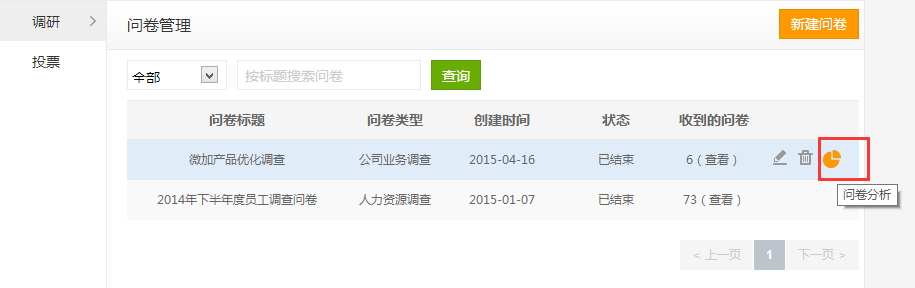 调研
投票
问卷管理
新建问卷
全部
按标题搜索问卷
查询
问卷标题 问卷类型 创建时间 状态 收到的问卷
微加产品优化调查 公司业务调查 2015-04-16 已结束 6（查看）
问卷分析
2014年下半年度员工调查问卷 人力资源调查 2015-01-07 已结束 73（查看）
< 上一页 1 下一页 >